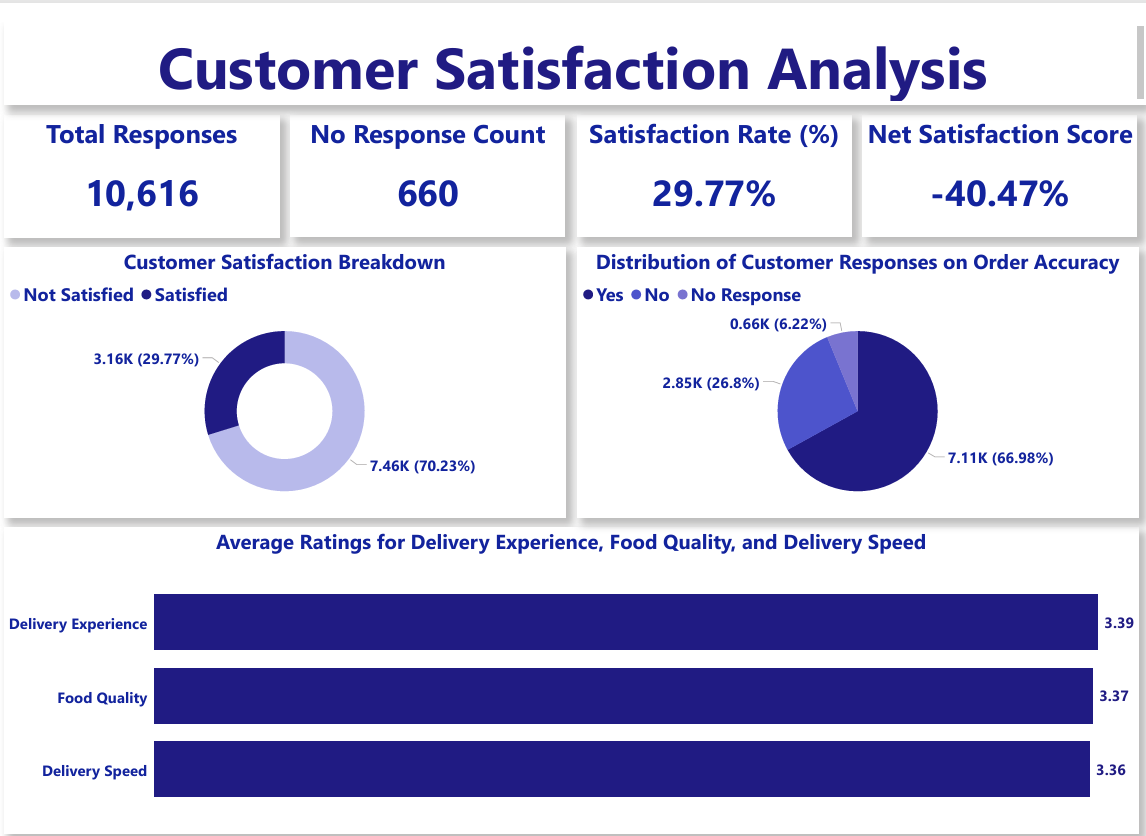 Customer Satisfaction Analysis
Total Responses
10,616
No Response Count
660
Satisfaction Rate (%)
29.77%
Net Satisfaction Score
-40.47%
Customer Satisfaction Breakdown
Not Satisfied Satisfied
3.16K (29.77%)
7.46K (70.23%)
Distribution of Customer Responses on Order Accuracy
Yes No No Response
0.66K (6.22%)
2.85K (26.8%)
7.11K (66.98%)
Average Ratings for Delivery Experience, Food Quality, and Delivery Speed
Delivery Experience 3.39
Food Quality 3.37
Delivery Speed 3.36